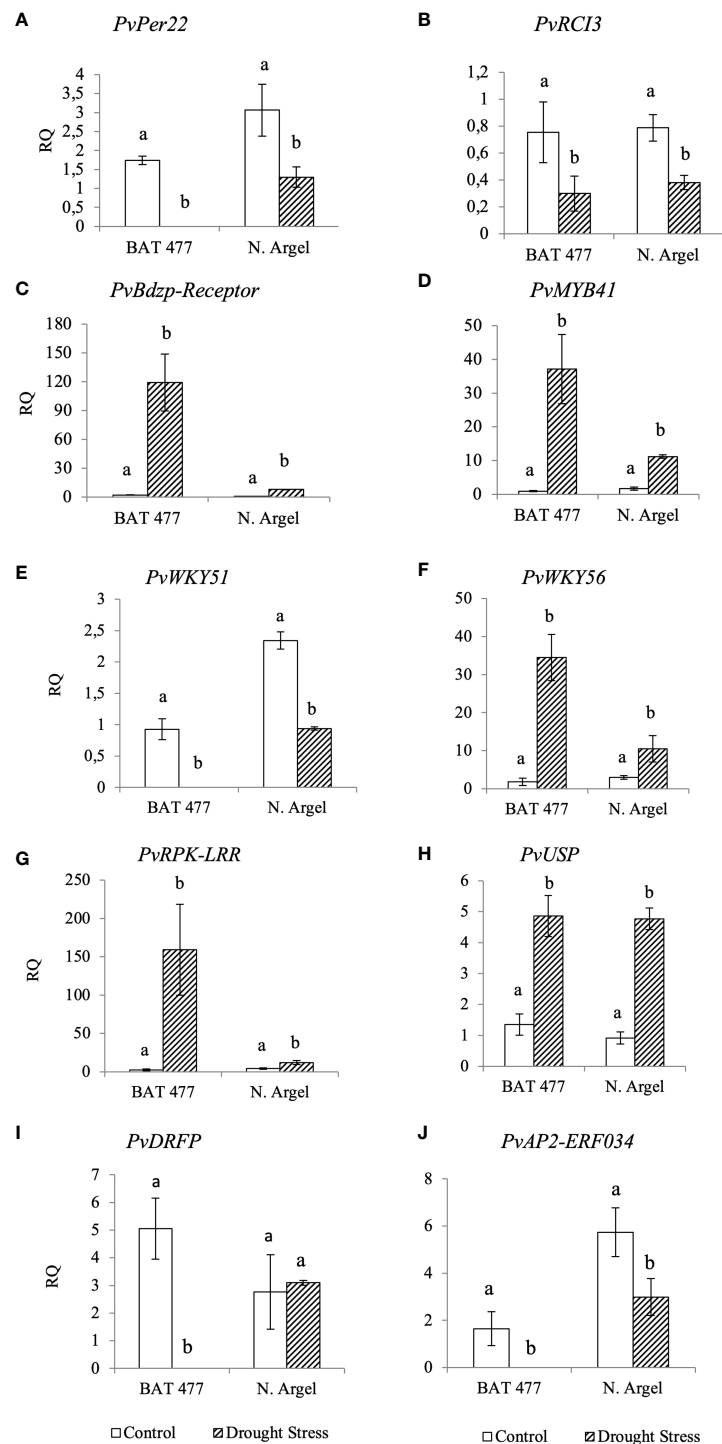 A
PvPer22
4
3,5
3
2,5
2
1,5
1
0,5
0
RQ
a
b
a
b
BAT 477
N. Argel
B
PvRCI3
1,2
1
0,8
0,6
0,4
0,2
0
a
b
a
b
BAT 477
N. Argel
C
PvBdzp-Receptor
180
150
120
90
60
30
0
RQ
a
b
a
b
BAT 477
N. Argel
D
PvMYB41
50
40
30
20
10
0
a
b
a
b
BAT 477
N. Argel
E
PvWKY51
3
2,5
2
1,5
1
0,5
0
RQ
a
b
a
b
BAT 477
N. Argel
F
PvWKY56
50
40
30
20
10
0
a
b
a
b
BAT 477
N. Argel
G
PvRPK-LRR
250
200
150
100
50
0
RQ
a
b
a
b
BAT 477
N. Argel
H
PvUSP
6
5
4
3
2
1
0
a
b
a
b
BAT 477
N. Argel
I
PvDRFP
7
6
5
4
3
2
1
0
RQ
a
b
a
a
BAT 477
N. Argel
J
PvAP2-ERF034
8
6
4
2
0
a
b
a
b
BAT 477
N. Argel
Control
Drought Stress
Control
Drought Stress